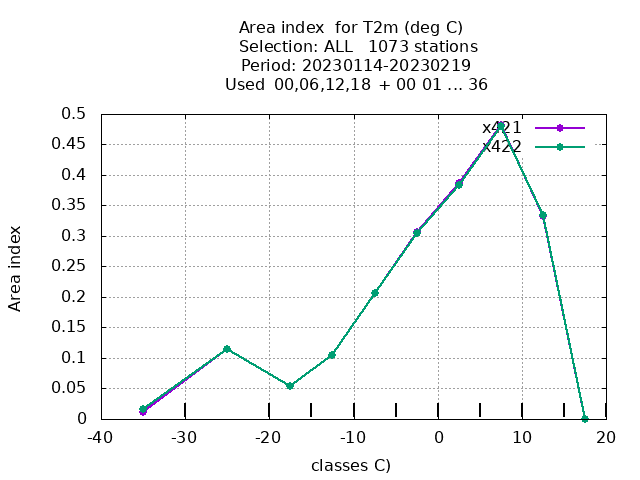 Area index  for T2m (deg C)
Selection: ALL   1073 stations
Period: 20230114-20230219
Used  00,06,12,18  + 00 01 ... 36
x421
x422
0.5
0.45
0.4
0.35
0.3
0.25
0.2
0.15
0.1
0.05
0
Area index
-40 -30 -20 -10 0 10 20
classes C)